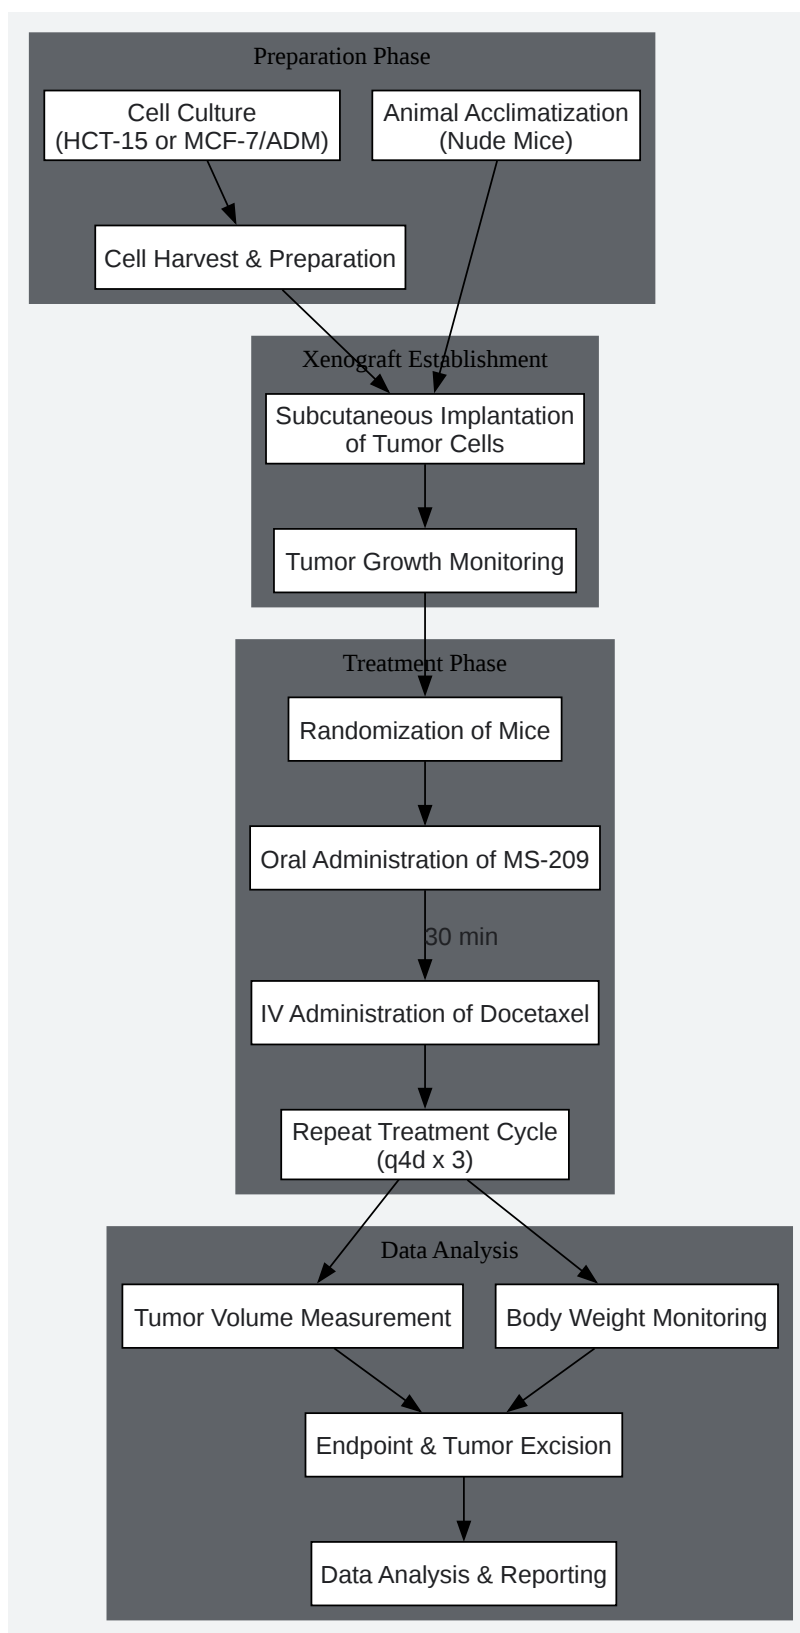 Preparation Phase
Cell Culture
(HCT-15 or MCF-7/ADM)
Animal Acclimatization
(Nude Mice)
Cell Harvest & Preparation
Xenograft Establishment
Subcutaneous Implantation
of Tumor Cells
Tumor Growth Monitoring
Treatment Phase
Randomization of Mice
Oral Administration of MS-209
30 min
IV Administration of Docetaxel
Repeat Treatment Cycle
(q4d x 3)
Data Analysis
Tumor Volume Measurement
Body Weight Monitoring
Endpoint & Tumor Excision
Data Analysis & Reporting